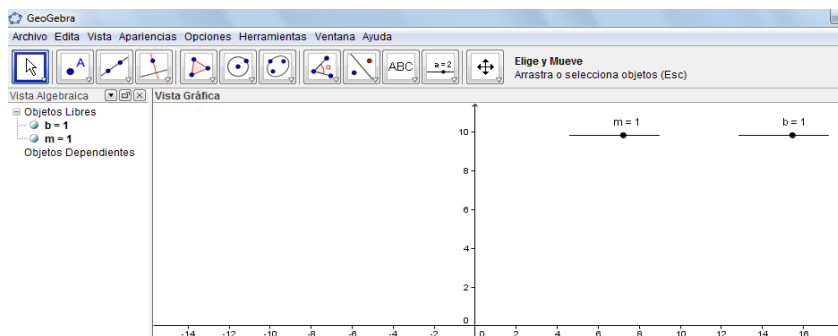 GeoGebra
Archivo Edita Vista Apariencias Opciones Herramientas Ventana Ayuda
A
α
ABC
a = 2
Elige y Mueve
Arrastra o selecciona objetos (Esc)
Vista Algebraica
Vista Gráfica
Objetos Libres
b = 1
m = 1
Objetos Dependientes
m = 1
b = 1
10
8
6
4
2
0
-14 -12 -10 -8 -6 -4 -2 0 2 4 6 8 10 12 14 16